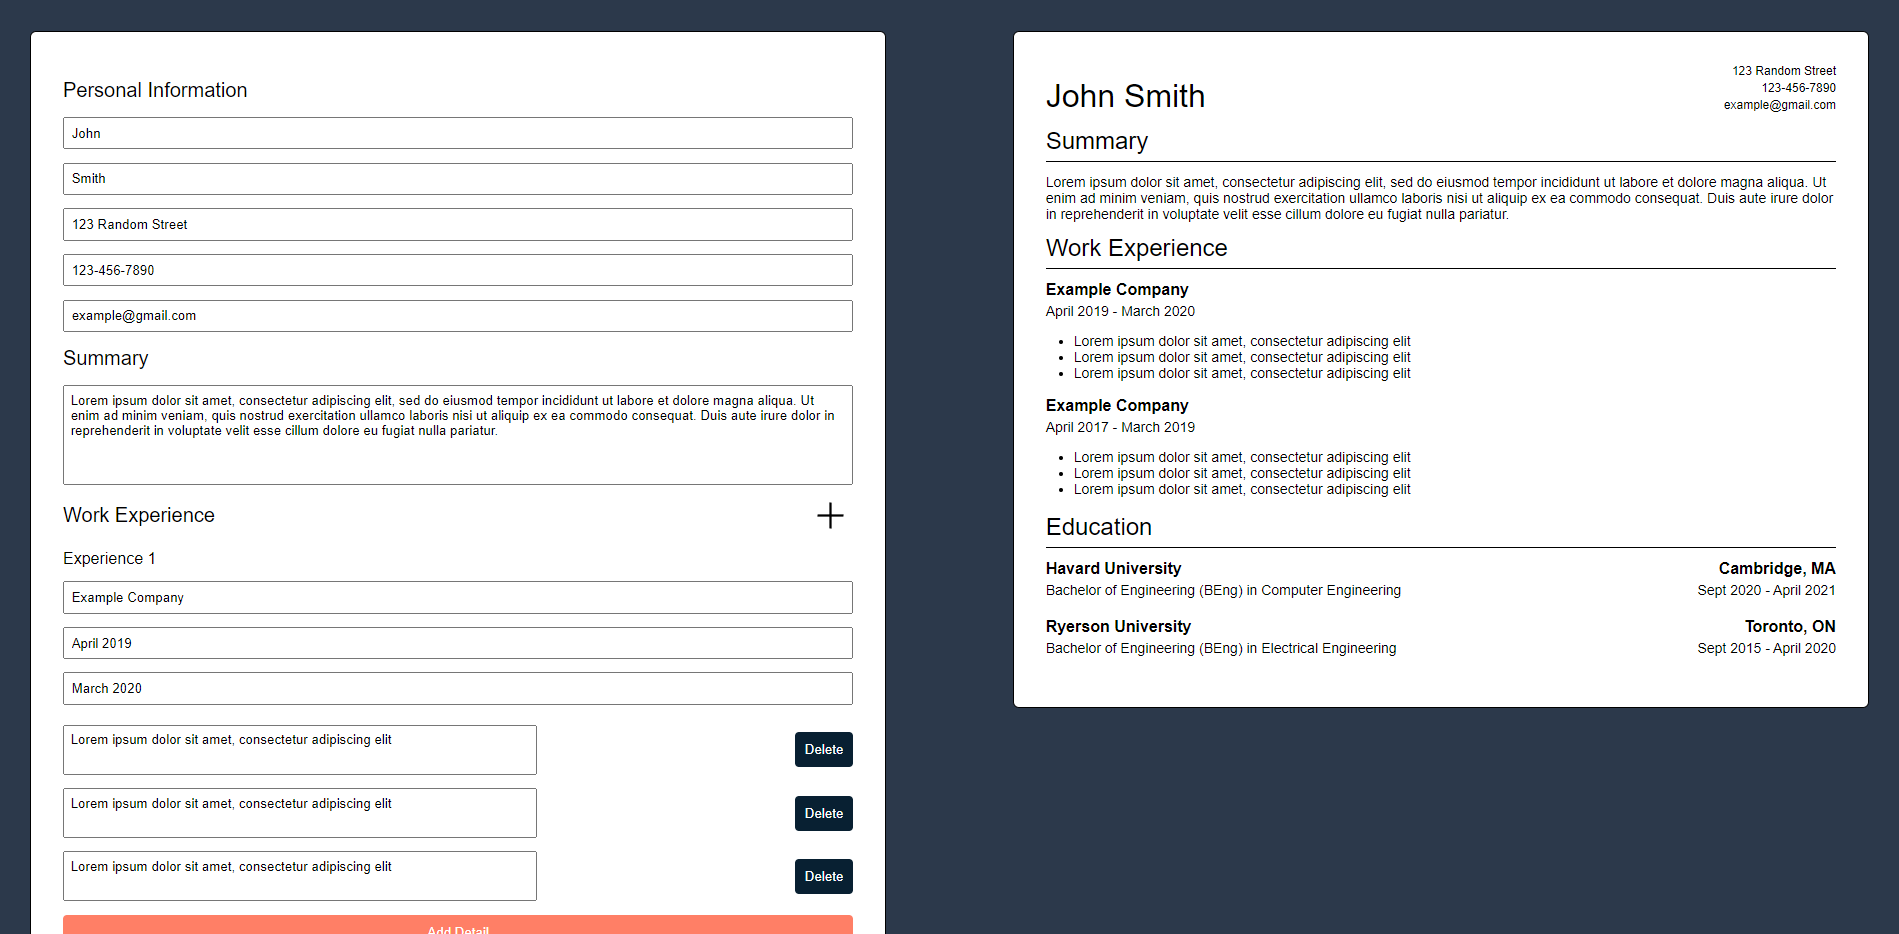 Personal Information
John
Smith
123 Random Street
123-456-7890
example@gmail.com
Summary
Lorem ipsum dolor sit amet, consectetur adipiscing elit, sed do eiusmod tempor incididunt ut labore et dolore magna aliqua. Ut
enim ad minim veniam, quis nostrud exercitation ullamco laboris nisi ut aliquip ex ea commodo consequat. Duis aute irure dolor in
reprehenderit in voluptate velit esse cillum dolore eu fugiat nulla pariatur.
Work Experience
Experience 1
Example Company
April 2019
March 2020
Lorem ipsum dolor sit amet, consectetur adipiscing elit
Delete
Lorem ipsum dolor sit amet, consectetur adipiscing elit
Delete
Lorem ipsum dolor sit amet, consectetur adipiscing elit
Delete
Add Detail
John Smith
123 Random Street
123-456-7890
example@gmail.com
Summary
Lorem ipsum dolor sit amet, consectetur adipiscing elit, sed do eiusmod tempor incididunt ut labore et dolore magna aliqua. Ut
enim ad minim veniam, quis nostrud exercitation ullamco laboris nisi ut aliquip ex ea commodo consequat. Duis aute irure dolor
in reprehenderit in voluptate velit esse cillum dolore eu fugiat nulla pariatur.
Work Experience
Example Company
April 2019 - March 2020
• Lorem ipsum dolor sit amet, consectetur adipiscing elit
• Lorem ipsum dolor sit amet, consectetur adipiscing elit
• Lorem ipsum dolor sit amet, consectetur adipiscing elit
Example Company
April 2017 - March 2019
• Lorem ipsum dolor sit amet, consectetur adipiscing elit
• Lorem ipsum dolor sit amet, consectetur adipiscing elit
• Lorem ipsum dolor sit amet, consectetur adipiscing elit
Education
Havard University Cambridge, MA
Bachelor of Engineering (BEng) in Computer Engineering Sept 2020 - April 2021
Ryerson University Toronto, ON
Bachelor of Engineering (BEng) in Electrical Engineering Sept 2015 - April 2020